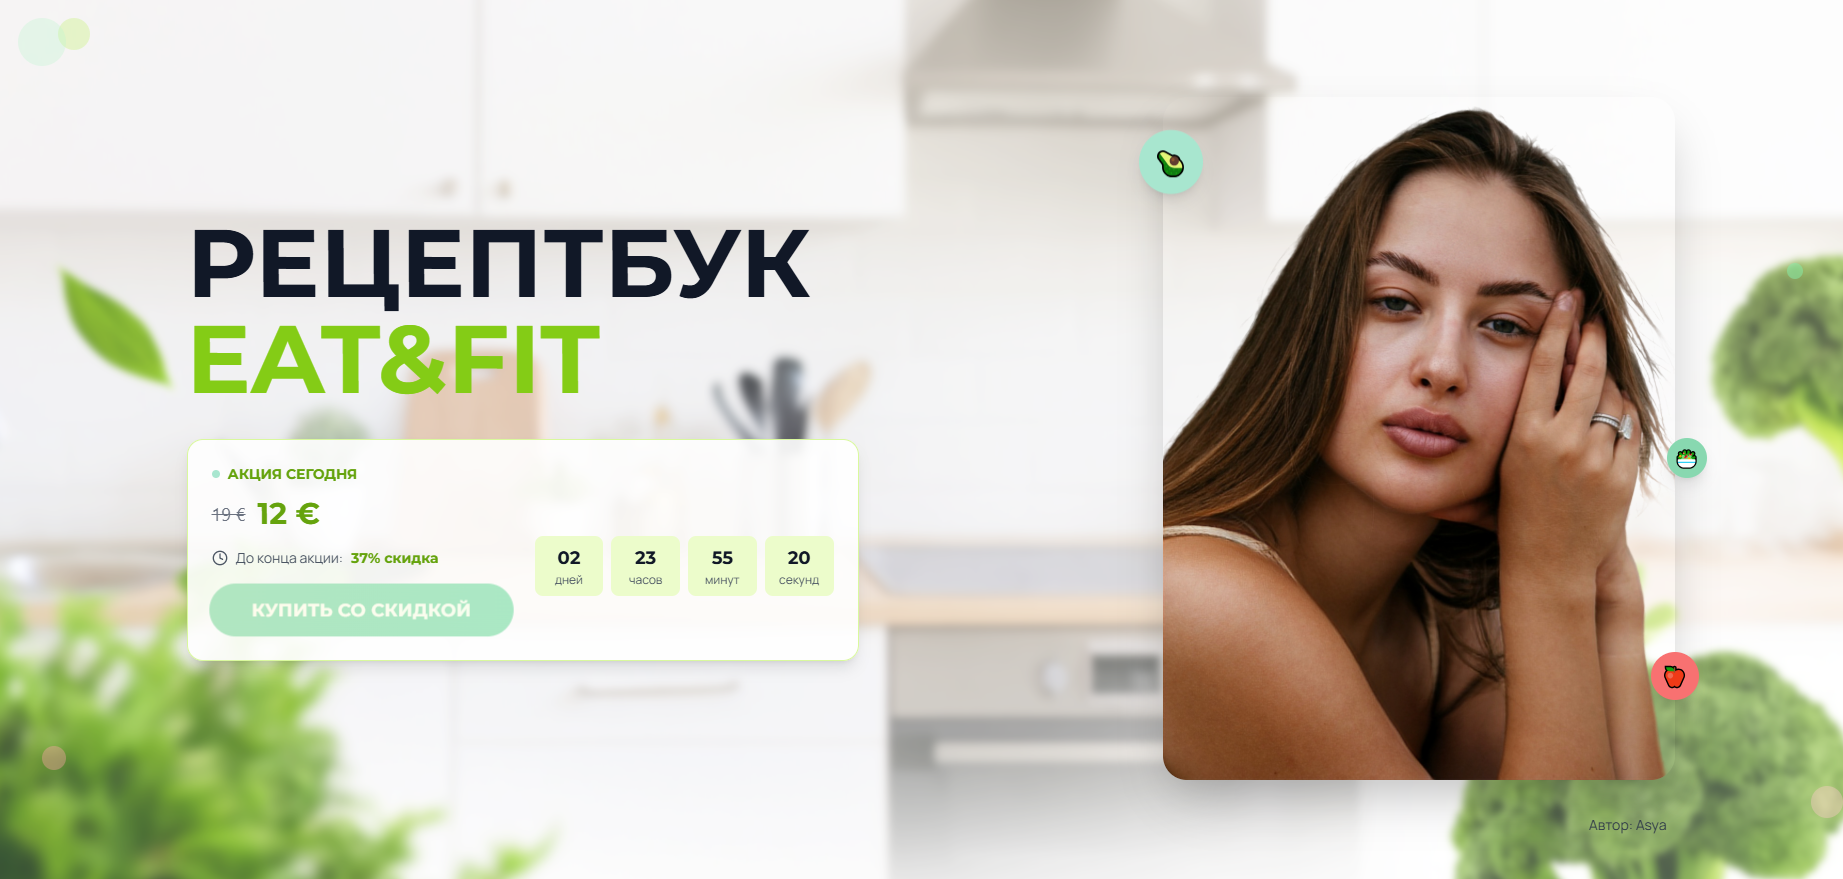 РЕЦЕПТБУК
EAT&FIT
АКЦИЯ СЕГОДНЯ
19 € 12 €
До конца акции: 37% скидка
КУПИТЬ СО СКИДКОЙ
02 23 55 20
дней часов минут секунд
Автор: Asya